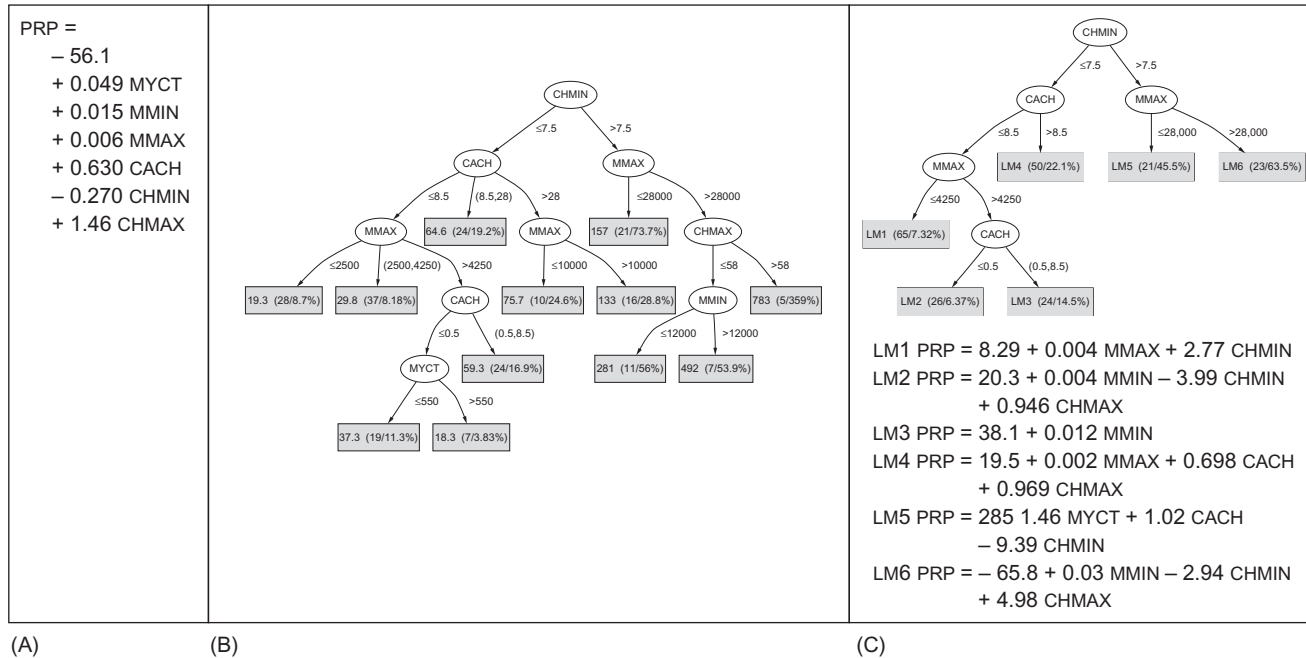 PRP =
– 56.1
+ 0.049 MYCT
+ 0.015 MMIN
+ 0.006 MMAX
+ 0.630 CACH
– 0.270 CHMIN
+ 1.46 CHMAX
(A)
CHMIN
≤7.5
>7.5
CACH
MMAX
≤8.5
(8.5,28)
>28
≤28000
>28000
MMAX
64.6 (24/19.2%)
MMAX
157 (21/73.7%)
CHMAX
≤2500
(2500,4250)
>4250
≤10000
>10000
≤58
>58
19.3 (28/8.7%)
29.8 (37/8.18%)
CACH
75.7 (10/24.6%)
133 (16/28.8%)
MMIN
783 (5/359%)
≤0.5
(0.5,8.5)
≤12000
>12000
MYCT
59.3 (24/16.9%)
281 (11/56%)
492 (7/53.9%)
≤550
>550
37.3 (19/11.3%)
18.3 (7/3.83%)
(B)
CHMIN
≤7.5
>7.5
CACH
MMAX
≤8.5
>8.5
≤28,000
>28,000
MMAX
LM4 (50/22.1%)
LM5 (21/45.5%)
LM6 (23/63.5%)
≤4250
>4250
LM1 (65/7.32%)
CACH
≤0.5
(0.5,8.5)
LM2 (26/6.37%)
LM3 (24/14.5%)
LM1 PRP = 8.29 + 0.004 MMAX + 2.77 CHMIN
LM2 PRP = 20.3 + 0.004 MMIN – 3.99 CHMIN
+ 0.946 CHMAX
LM3 PRP = 38.1 + 0.012 MMIN
LM4 PRP = 19.5 + 0.002 MMAX + 0.698 CACH
+ 0.969 CHMAX
LM5 PRP = 285 1.46 MYCT + 1.02 CACH
– 9.39 CHMIN
LM6 PRP = – 65.8 + 0.03 MMIN – 2.94 CHMIN
+ 4.98 CHMAX
(C)